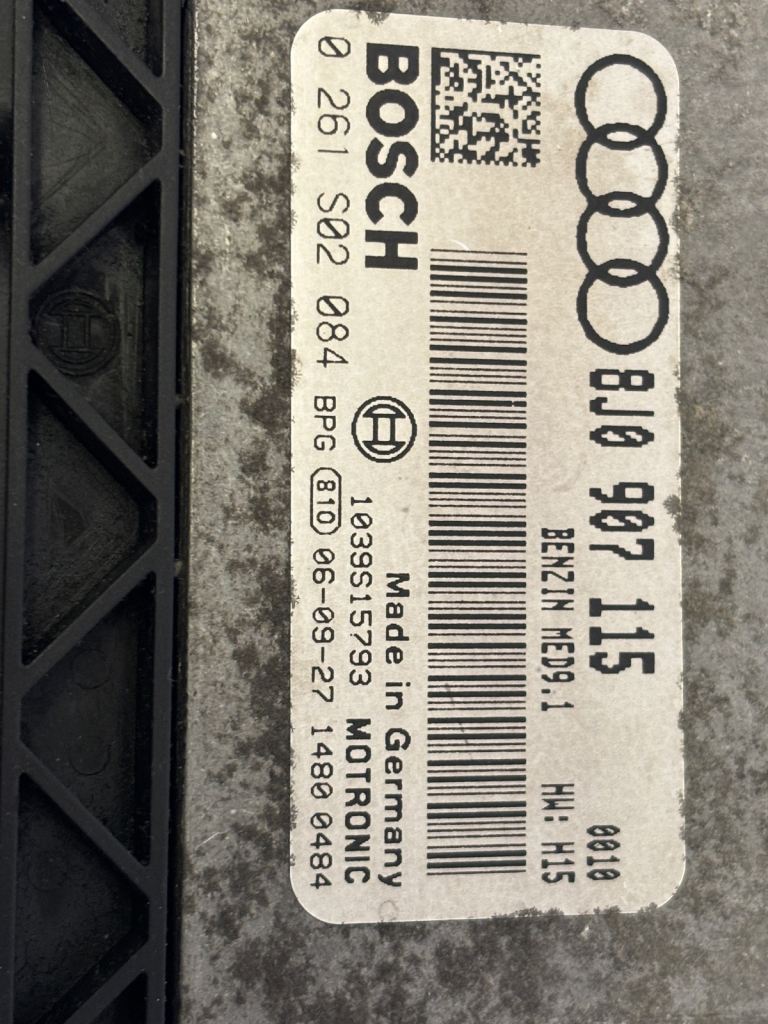 8J0 907 115
0010
BENZIN MED9.1 HW: H15
BOSCH
Made in Germany
1039S15793 MOTRONIC
0 261 S02 084 BPG 810 06-09-27 1480 0484